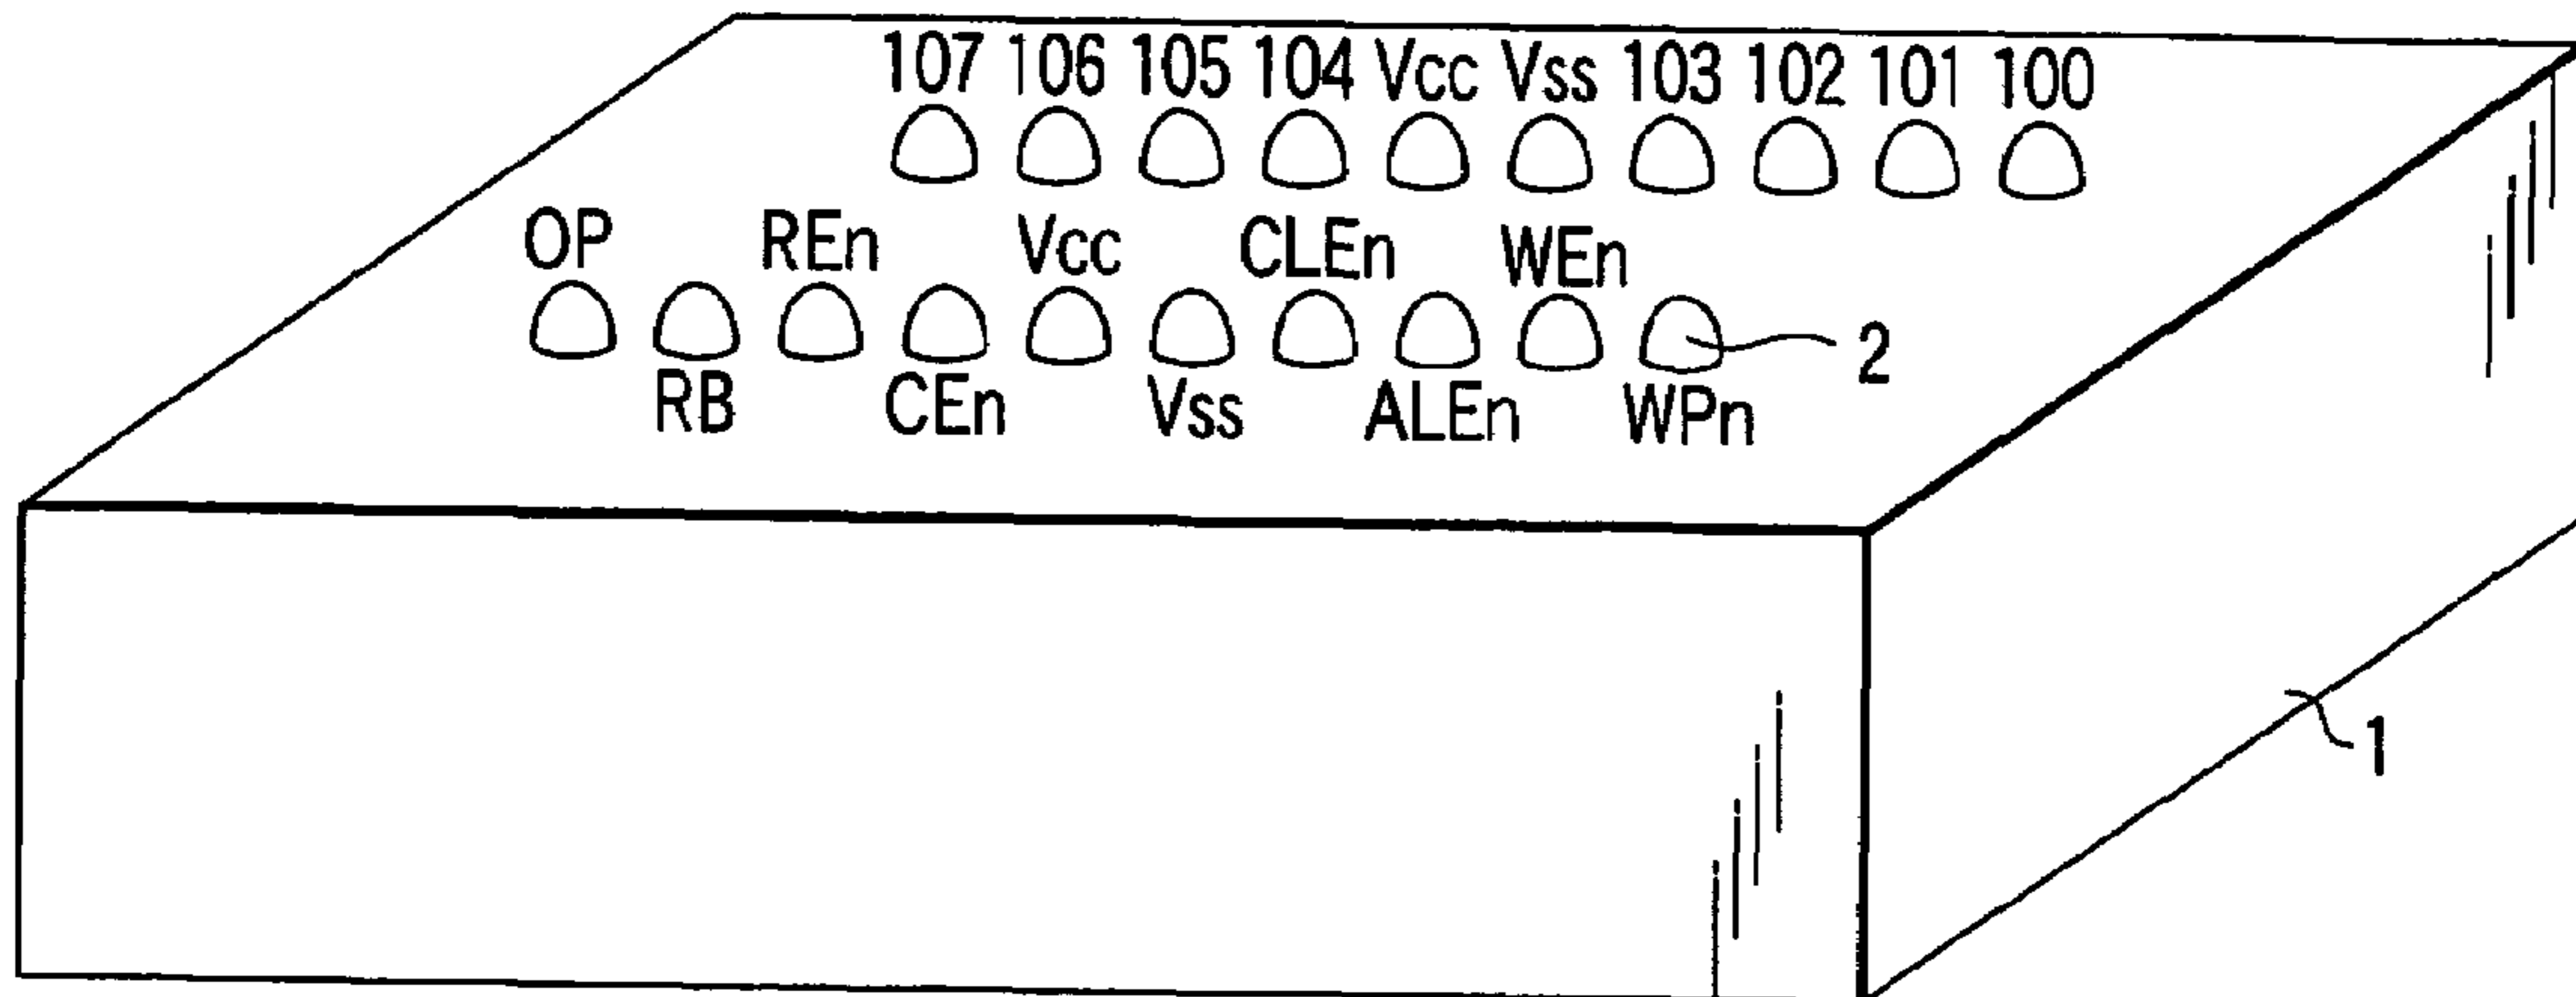 107 106 105 104 Vcc Vss 103 102 101 100
OP REn Vcc CLEn WEn
2
RB CEn Vss ALEn WPn
1